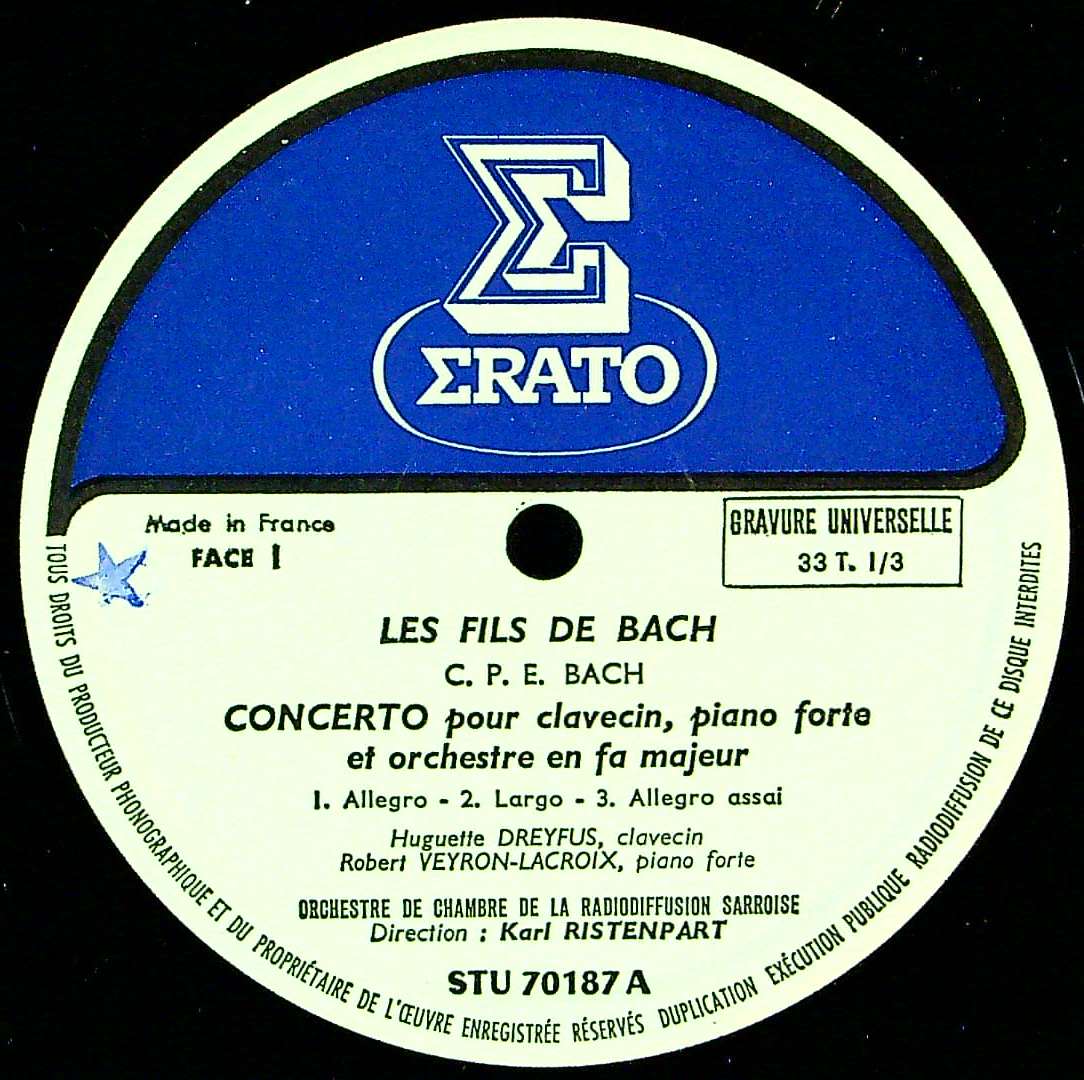 Σ
ΣRATO
Made in France
FACE 1
GRAVURE UNIVERSELLE
33 T. 1/3
LES FILS DE BACH
C. P. E. BACH
CONCERTO pour clavecin, piano forte
et orchestre en fa majeur
1. Allegro - 2. Largo - 3. Allegro assai
Huguette DREYFUS, clavecin
Robert VEYRON-LACROIX, piano forte
ORCHESTRE DE CHAMBRE DE LA RADIODIFFUSION SARROISE
Direction : Karl RISTENPART
STU 70187 A
TOUS DROITS DU PRODUCTEUR PHONOGRAPHIQUE ET DU PROPRIÉTAIRE DE L'ŒUVRE ENREGISTRÉE RÉSERVÉS DUPLICATION EXÉCUTION PUBLIQUE RADIODIFFUSION DE CE DISQUE INTERDITES